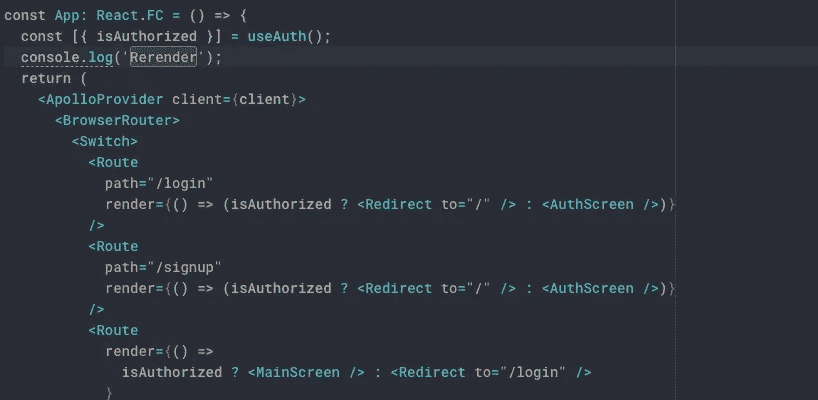 const App: React.FC = () => {
  const [{ isAuthorized }] = useAuth();
  console.log('Rerender');
  return (
    <ApolloProvider client={client}>
      <BrowserRouter>
        <Switch>
          <Route
            path="/login"
            render={() => (isAuthorized ? <Redirect to="/" /> : <AuthScreen />)}
          />
          <Route
            path="/signup"
            render={() => (isAuthorized ? <Redirect to="/" /> : <AuthScreen />)}
          />
          <Route
            render={() =>
              isAuthorized ? <MainScreen /> : <Redirect to="/login" />
            }